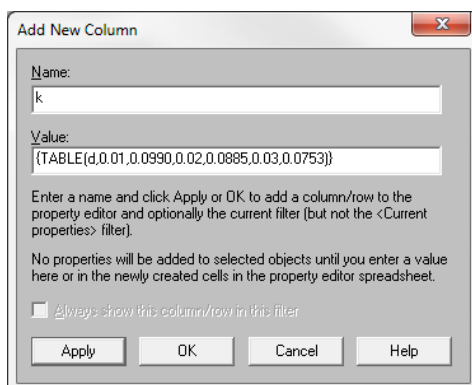 Add New Column
Name:
k
Value:
{TABLE(d,0.01,0.0990,0.02,0.0885,0.03,0.0753)}
Enter a name and click Apply or OK to add a column/row to the
property editor and optionally the current filter (but not the <Current
properties> filter).
No properties will be added to selected objects until you enter a value
here or in the newly created cells in the property editor spreadsheet.
Always show this column/row in this filter
Apply OK Cancel Help